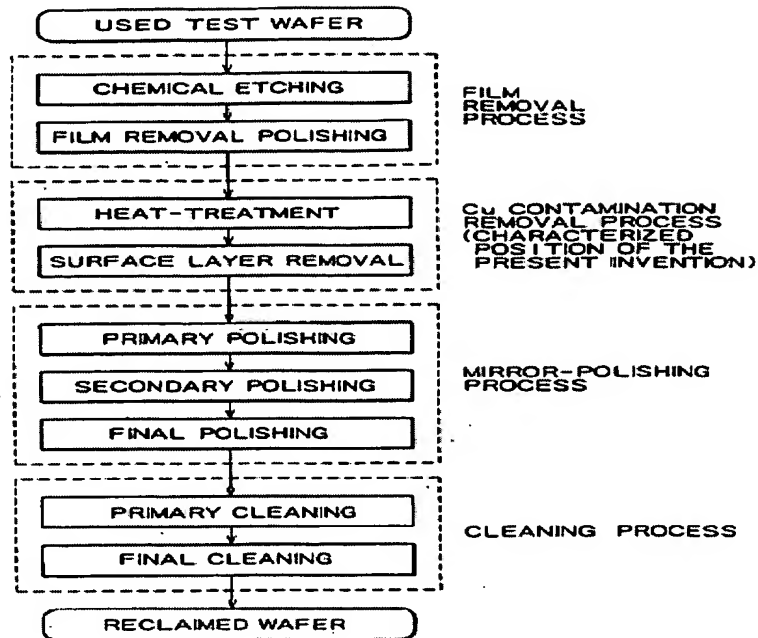 USED TEST WAFER
CHEMICAL ETCHING
FILM REMOVAL POLISHING
FILM
REMOVAL
PROCESS
HEAT-TREATMENT
SURFACE LAYER REMOVAL
Cu CONTAMINATION
REMOVAL PROCESS
(CHARACTERIZED
POSITION OF THE
PRESENT INVENTION)
PRIMARY POLISHING
SECONDARY POLISHING
FINAL POLISHING
MIRROR-POLISHING
PROCESS
PRIMARY CLEANING
FINAL CLEANING
CLEANING PROCESS
RECLAIMED WAFER